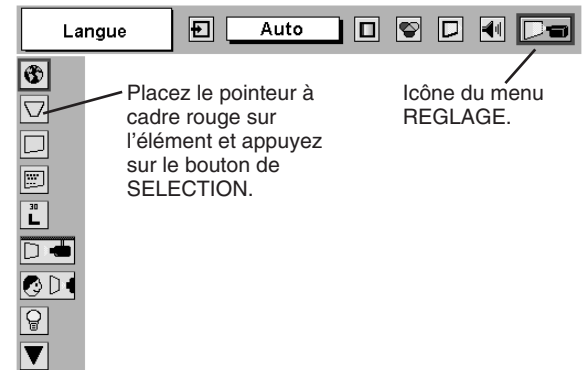 Langue
Auto
Placez le pointeur à
cadre rouge sur
l'élément et appuyez
sur le bouton de
SELECTION.
Icône du menu
REGLAGE.
30
L